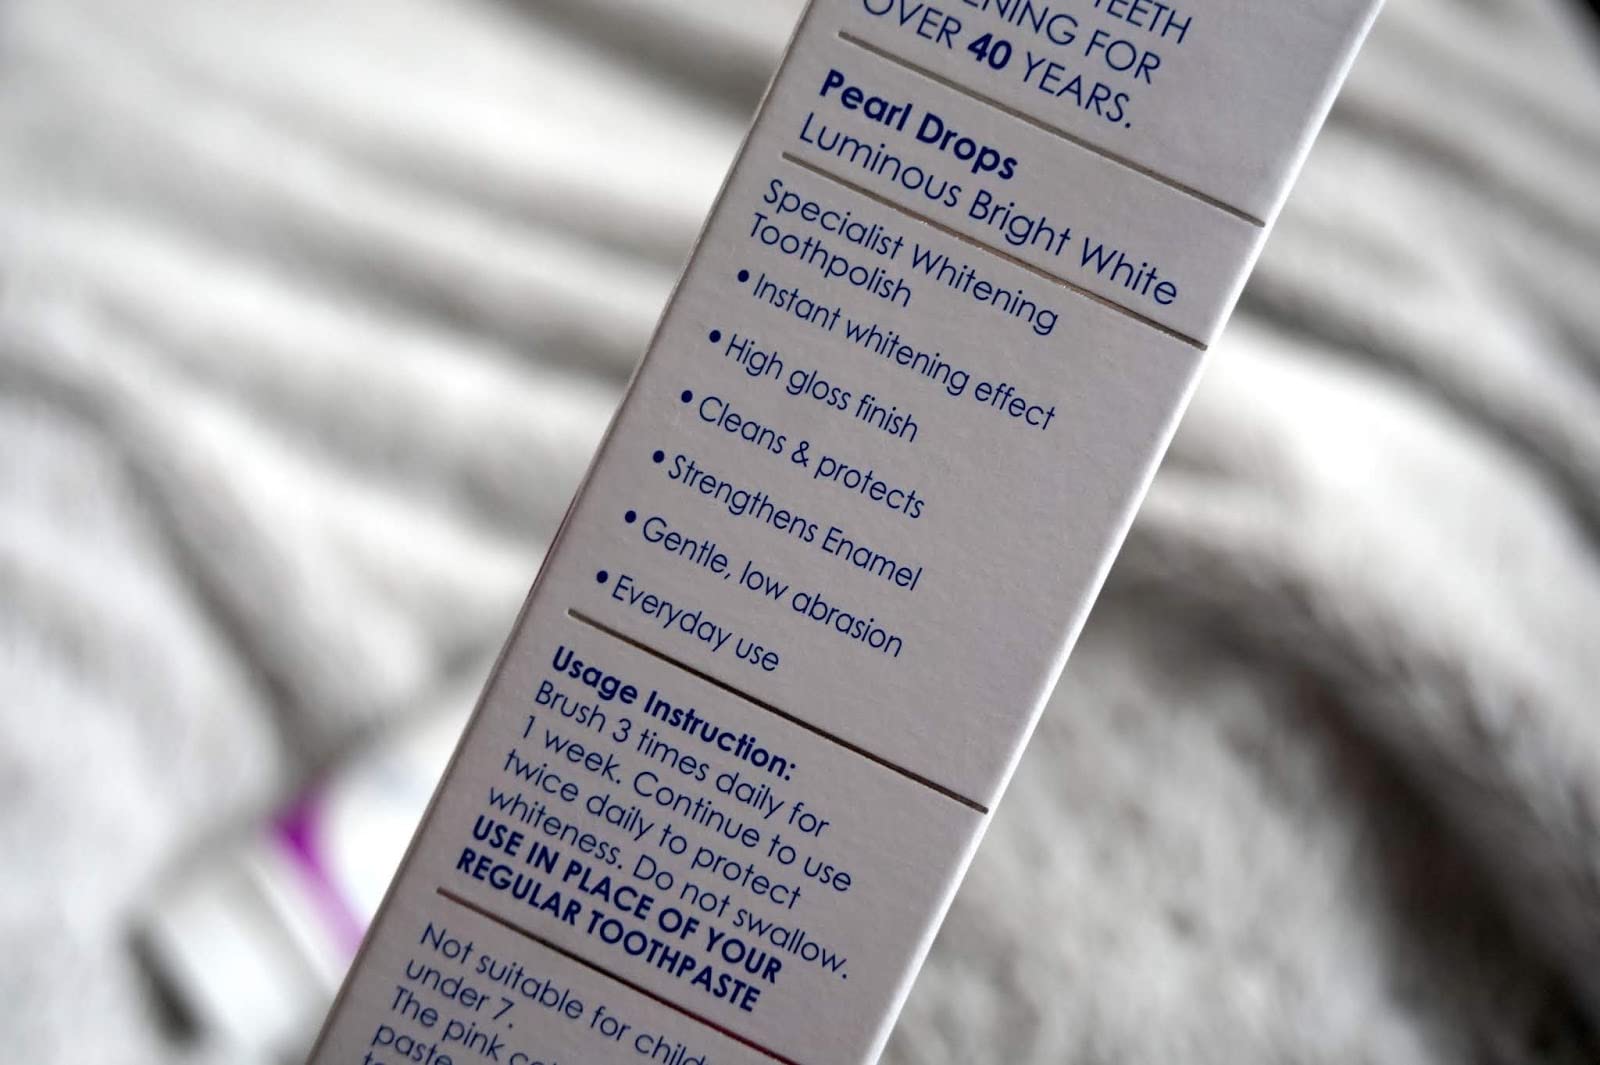 TEETH
FOR
OVER 40 YEARS.
Pearl Drops
Luminous Bright White
Specialist Whitening
Toothpolish
• Instant whitening effect
• High gloss finish
• Cleans & protects
• Strengthens Enamel
• Gentle, low abrasion
• Everyday use
Usage Instruction:
Brush 3 times daily for
1 week. Continue to use
twice daily to protect
whiteness. Do not swallow.
USE IN PLACE OF YOUR
REGULAR TOOTHPASTE
Not suitable for
under 7.
The pink
paste